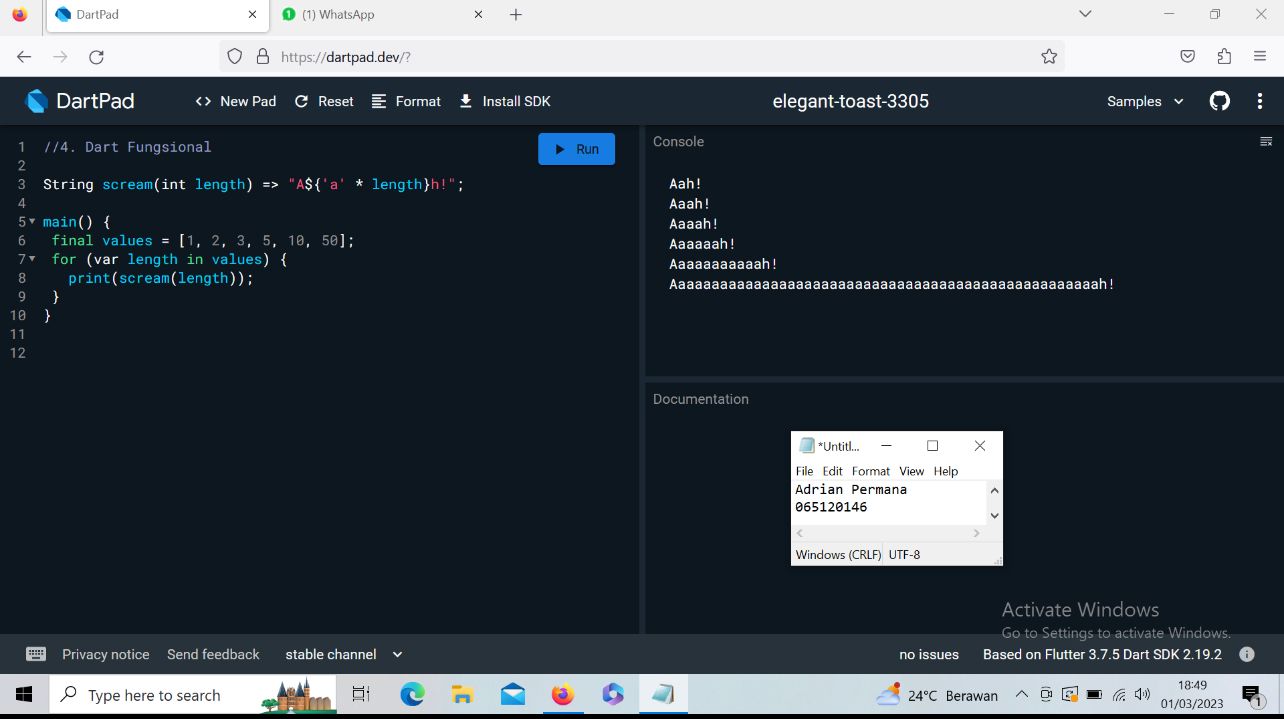 DartPad
(1) WhatsApp
https://dartpad.dev/?
DartPad
<> New Pad
Reset
Format
Install SDK
elegant-toast-3305
Samples
1 //4. Dart Fungsional
2
3 String scream(int length) => "A${'a' * length}h!";
4
5 main() {
6 final values = [1, 2, 3, 5, 10, 50];
7 for (var length in values) {
8 print(scream(length));
9 }
10 }
11
12
Run
Console
Aah!
Aaah!
Aaaah!
Aaaaaah!
Aaaaaaaaaaah!
Aaaaaaaaaaaaaaaaaaaaaaaaaaaaaaaaaaaaaaaaaaaaaaaaaaah!
Documentation
*Untitl...
File Edit Format View Help
Adrian Permana
065120146
Windows (CRLF) UTF-8
Activate Windows
Go to Settings to activate Windows.
Privacy notice
Send feedback
stable channel
no issues
Based on Flutter 3.7.5 Dart SDK 2.19.2
Type here to search
24°C Berawan
18:49
01/03/2023
1